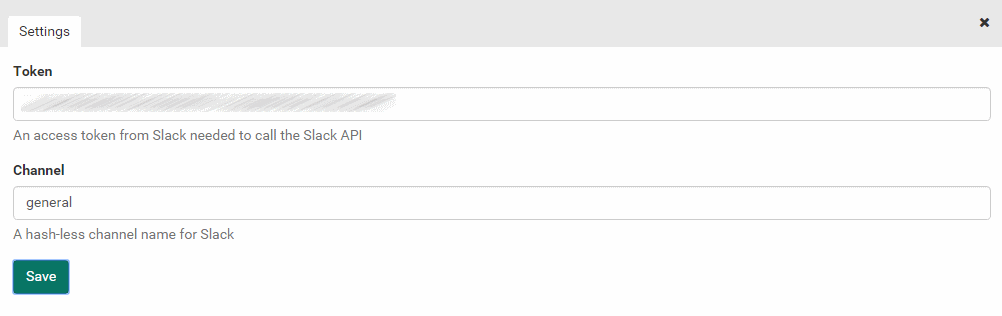 Settings
Token
An access token from Slack needed to call the Slack API
Channel
general
A hash-less channel name for Slack
Save